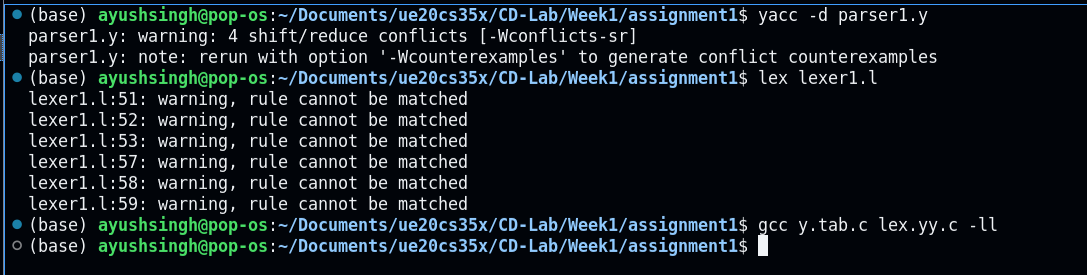 (base) ayushsingh@pop-os:~/Documents/ue20cs35x/CD-Lab/Week1/assignment1$ yacc -d parser1.y
parser1.y: warning: 4 shift/reduce conflicts [-Wconflicts-sr]
parser1.y: note: rerun with option '-Wcounterexamples' to generate conflict counterexamples
(base) ayushsingh@pop-os:~/Documents/ue20cs35x/CD-Lab/Week1/assignment1$ lex lexer1.l
lexer1.l:51: warning, rule cannot be matched
lexer1.l:52: warning, rule cannot be matched
lexer1.l:53: warning, rule cannot be matched
lexer1.l:57: warning, rule cannot be matched
lexer1.l:58: warning, rule cannot be matched
lexer1.l:59: warning, rule cannot be matched
(base) ayushsingh@pop-os:~/Documents/ue20cs35x/CD-Lab/Week1/assignment1$ gcc y.tab.c lex.yy.c -ll
(base) ayushsingh@pop-os:~/Documents/ue20cs35x/CD-Lab/Week1/assignment1$